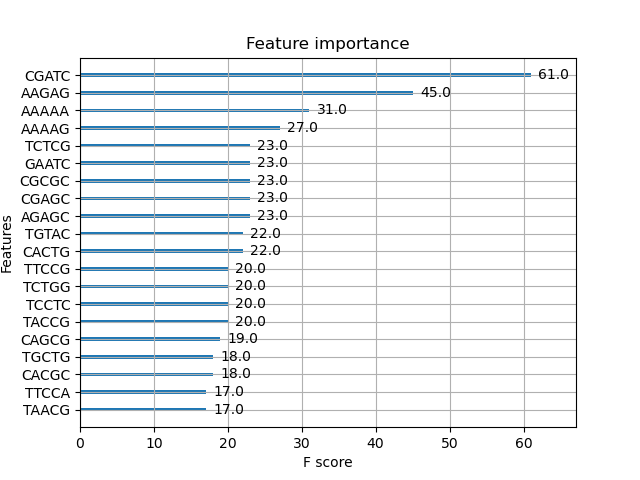 Feature importance
CGATC 61.0
AAGAG 45.0
AAAAA 31.0
AAAAG 27.0
TCTCG 23.0
GAATC 23.0
CGCGC 23.0
CGAGC 23.0
AGAGC 23.0
TGTAC 22.0
CACTG 22.0
TTCCG 20.0
TCTGG 20.0
TCCTC 20.0
TACCG 20.0
CAGCG 19.0
TGCTG 18.0
CACGC 18.0
TTCCA 17.0
TAACG 17.0
Features
0 10 20 30 40 50 60
F score